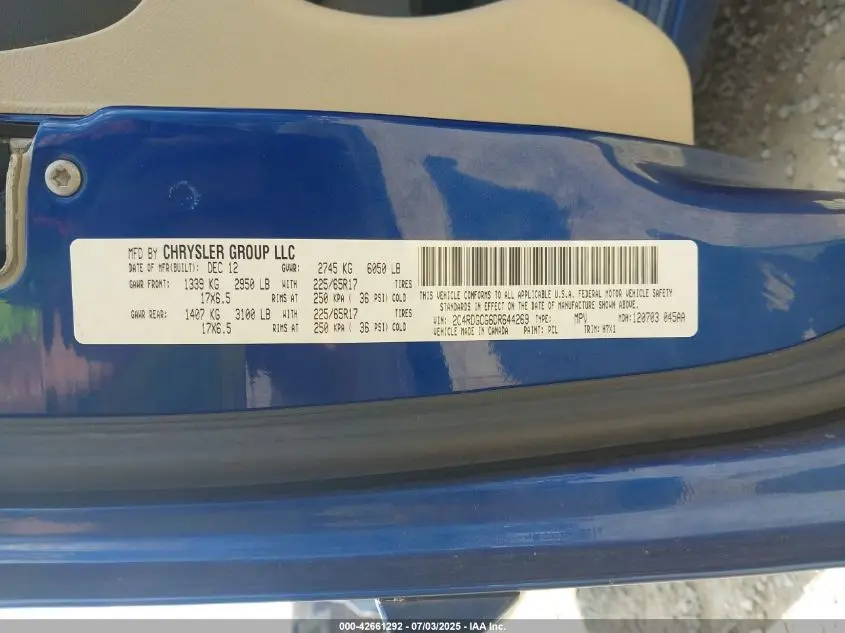 MFD BY CHRYSLER GROUP LLC
DATE OF MFR(BUILT): DEC 12 GVWR: 2745 KG 6050 LB
GAWR FRONT: 1339 KG 2950 LB WITH 225/65R17 TIRES
17X6.5 RIMS AT 250 KPA ( 36 PSI) COLD
GAWR REAR: 1407 KG 3100 LB WITH 225/65R17 TIRES
17X6.5 RIMS AT 250 KPA ( 36 PSI) COLD
THIS VEHICLE CONFORMS TO ALL APPLICABLE U.S.A. FEDERAL MOTOR VEHICLE SAFETY
STANDARDS IN EFFECT ON THE DATE OF MANUFACTURE SHOWN ABOVE.
VIN: 2C4RDGCG6DR644269 TYPE: MPV MDH: 120703 045AA
VEHICLE MADE IN CANADA PAINT: PCL TRIM: H7X1
000-42661292 - 07/03/2025 - IAAI.COM